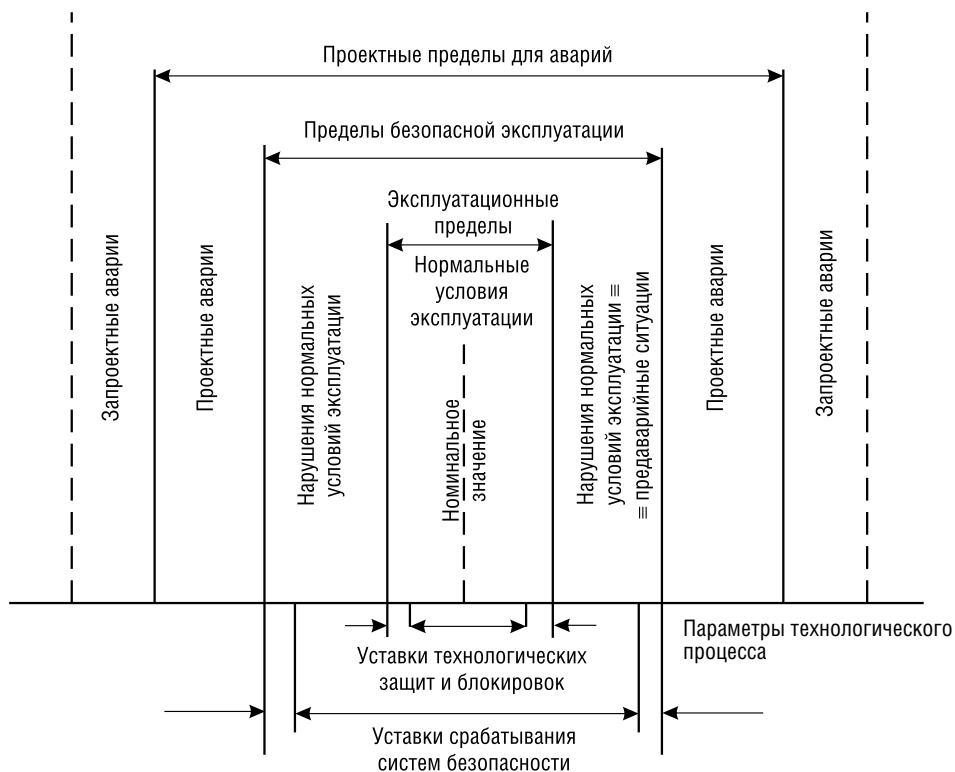 Проектные пределы для аварий
Пределы безопасной эксплуатации
Эксплуатационные
пределы
Нормальные
условия
эксплуатации
Запроектные аварии
Проектные аварии
Нарушения нормальных
условий эксплуатации
Номинальное
значение
Нарушения нормальных
условий эксплуатации ≡
≡ предаварийные ситуации
Проектные аварии
Запроектные аварии
Параметры технологического
процесса
Уставки технологических
защит и блокировок
Уставки срабатывания
систем безопасности